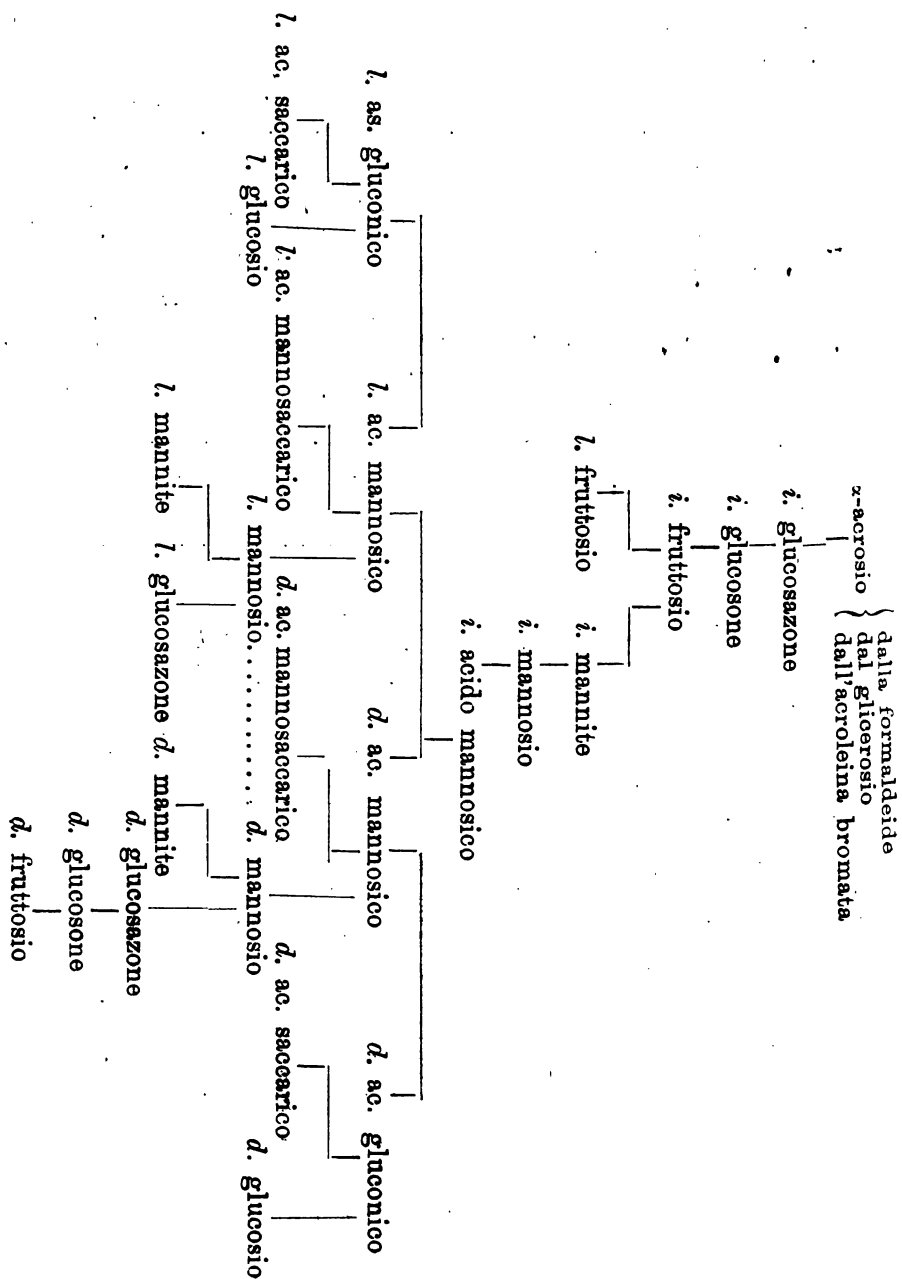 dalla formaldeide
α-acrosio { dal glicerosio
dall'acroleina bromata
i. glucosazone
i. glucosone
i. fruttosio
l. fruttosio i. mannite
i. mannosio
i. acido mannosico
l. as. gluconico l. ac. mannosico d. ac. mannosico d. ac. gluconico
l. ac, saccarico l. ac. mannosaccarico d. ac. mannosaccarico d. ac. saccarico
l. glucosio l. mannosio......... d. mannosio d. glucosio
l. mannite l. glucosazone d. mannite d. glucosazone
d. glucosone
d. fruttosio